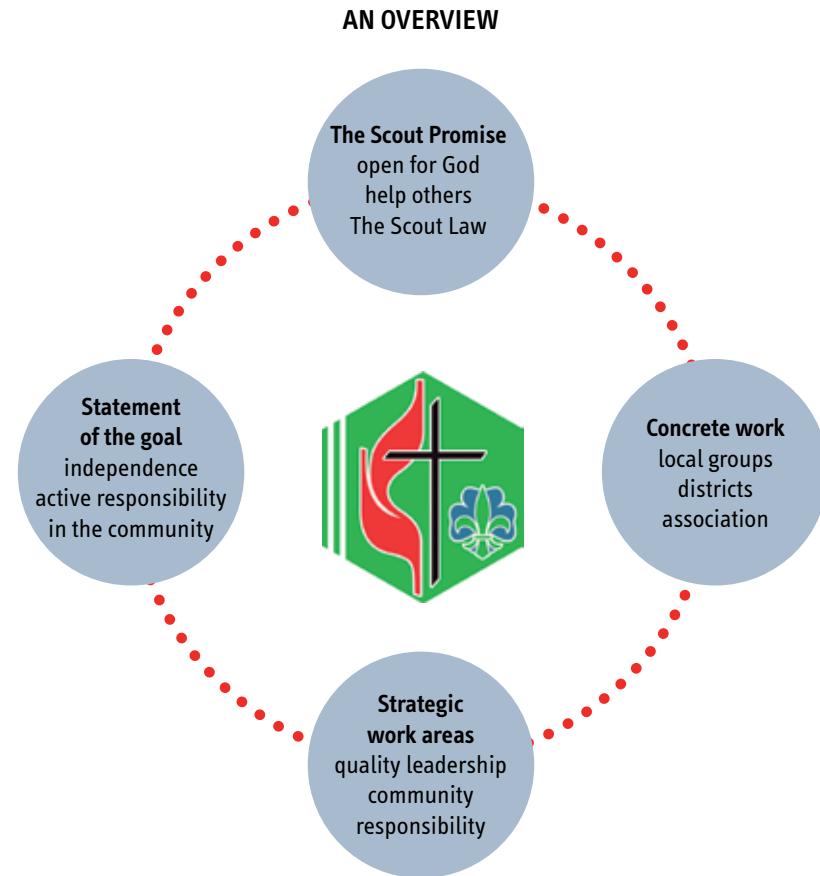 AN OVERVIEW
The Scout Promise
open for God
help others
The Scout Law
Statement
of the goal
independence
active responsibility
in the community
Concrete work
local groups
districts
association
Strategic
work areas
quality leadership
community
responsibility